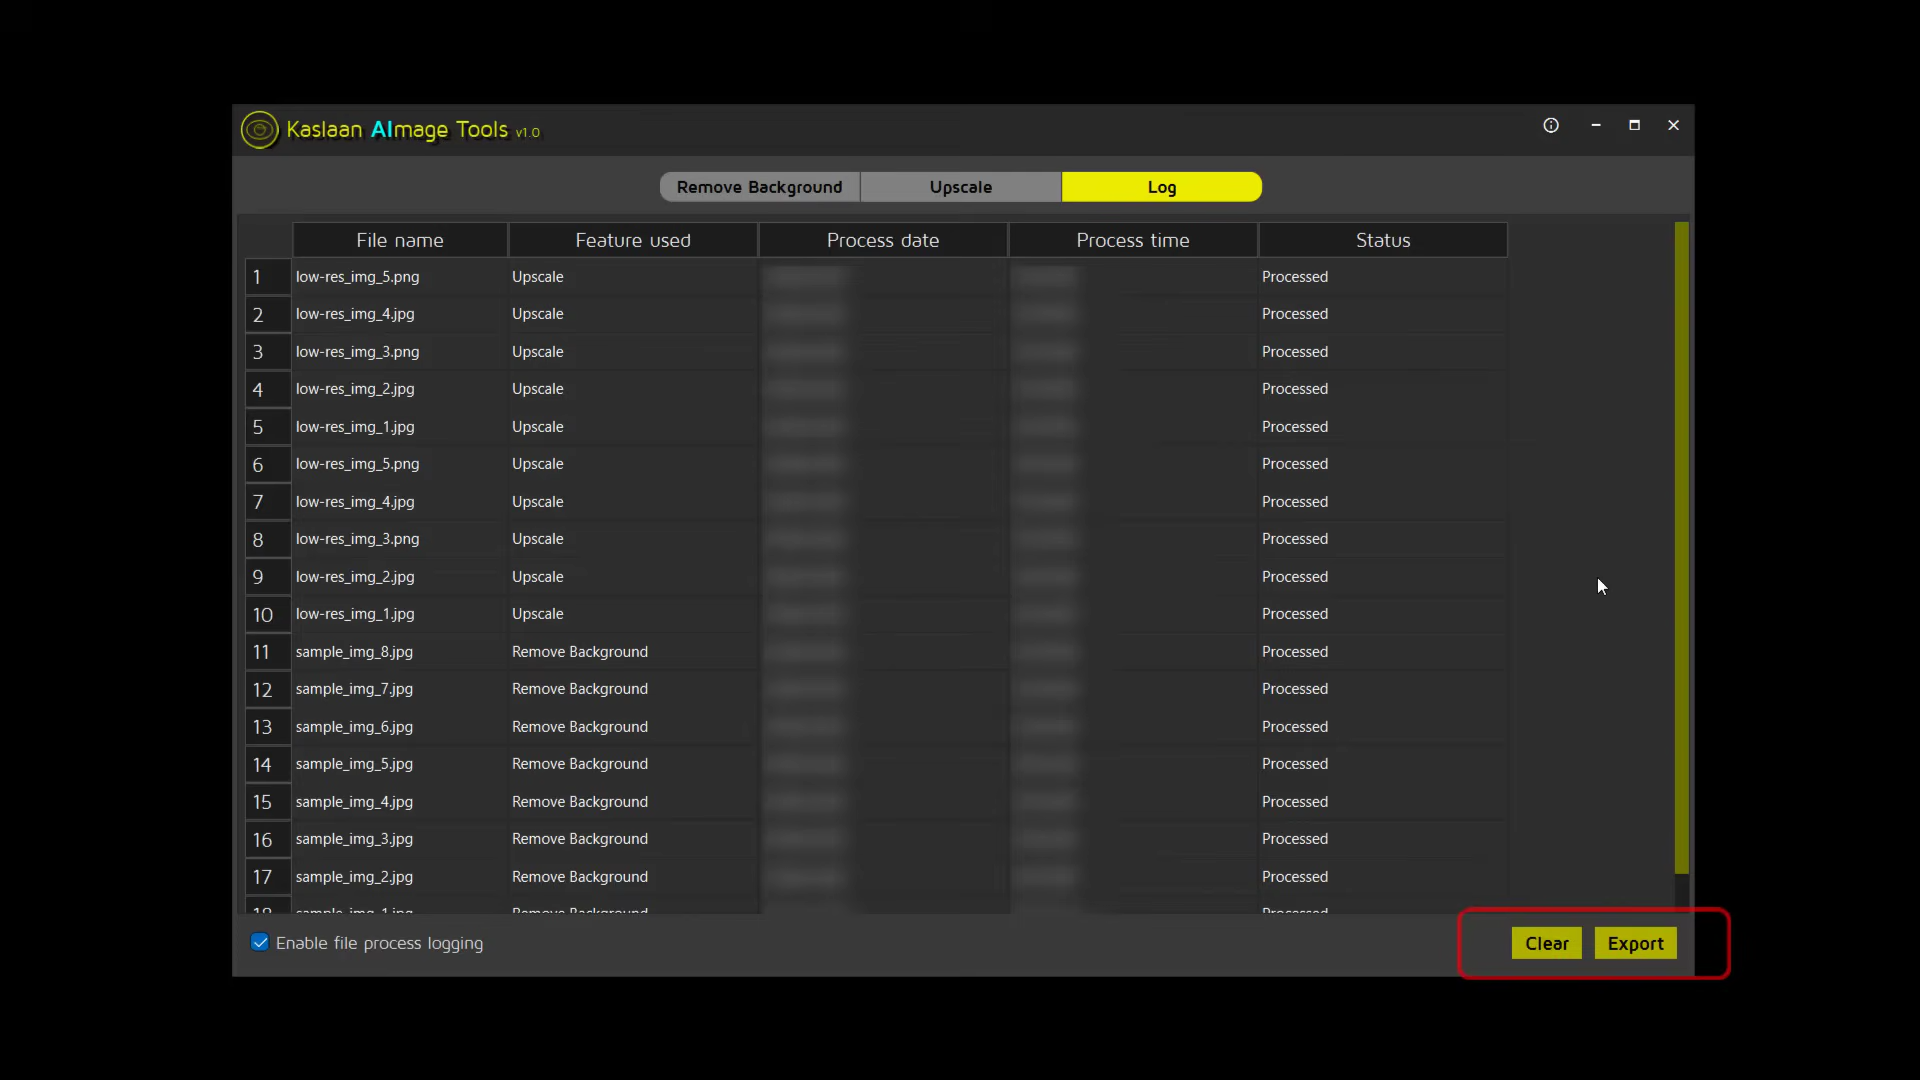 Kaslaan AImage Tools v1.0
Remove Background Upscale Log
File name Feature used Process date Process time Status
1 low-res_img_5.png Upscale Processed
2 low-res_img_4.jpg Upscale Processed
3 low-res_img_3.png Upscale Processed
4 low-res_img_2.jpg Upscale Processed
5 low-res_img_1.jpg Upscale Processed
6 low-res_img_5.png Upscale Processed
7 low-res_img_4.jpg Upscale Processed
8 low-res_img_3.png Upscale Processed
9 low-res_img_2.jpg Upscale Processed
10 low-res_img_1.jpg Upscale Processed
11 sample_img_8.jpg Remove Background Processed
12 sample_img_7.jpg Remove Background Processed
13 sample_img_6.jpg Remove Background Processed
14 sample_img_5.jpg Remove Background Processed
15 sample_img_4.jpg Remove Background Processed
16 sample_img_3.jpg Remove Background Processed
17 sample_img_2.jpg Remove Background Processed
18 sample_img_1.jpg Remove Background Processed
Enable file process logging Clear Export